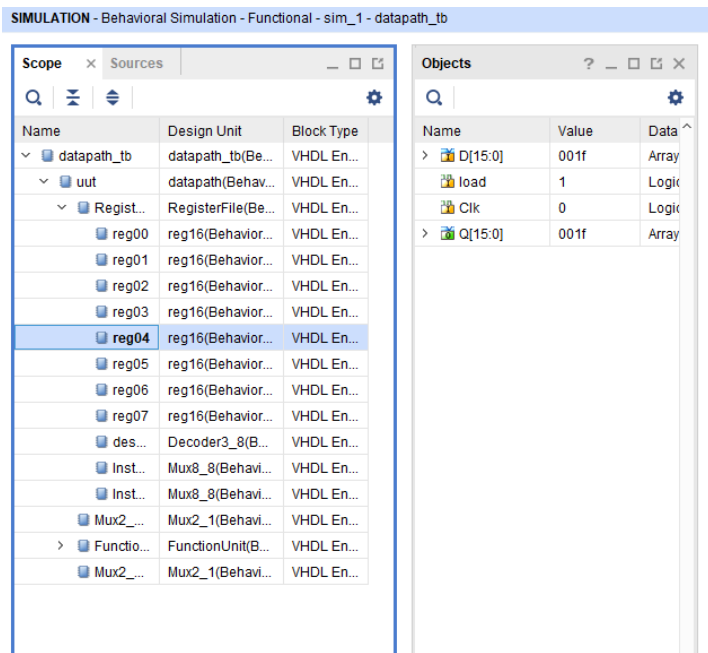 SIMULATION - Behavioral Simulation - Functional - sim_1 - datapath_tb
Scope × Sources
Name Design Unit Block Type
datapath_tb datapath_tb(Be... VHDL En...
uut datapath(Behav... VHDL En...
Regist... RegisterFile(Be... VHDL En...
reg00 reg16(Behavior... VHDL En...
reg01 reg16(Behavior... VHDL En...
reg02 reg16(Behavior... VHDL En...
reg03 reg16(Behavior... VHDL En...
reg04 reg16(Behavior... VHDL En...
reg05 reg16(Behavior... VHDL En...
reg06 reg16(Behavior... VHDL En...
reg07 reg16(Behavior... VHDL En...
des... Decoder3_8(B... VHDL En...
Inst... Mux8_8(Behavi... VHDL En...
Inst... Mux8_8(Behavi... VHDL En...
Mux2_... Mux2_1(Behavi... VHDL En...
Functio... FunctionUnit(B... VHDL En...
Mux2_... Mux2_1(Behavi... VHDL En...
Objects ?
Name Value Data
D[15:0] 001f Array
load 1 Logic
Clk 0 Logic
Q[15:0] 001f Array